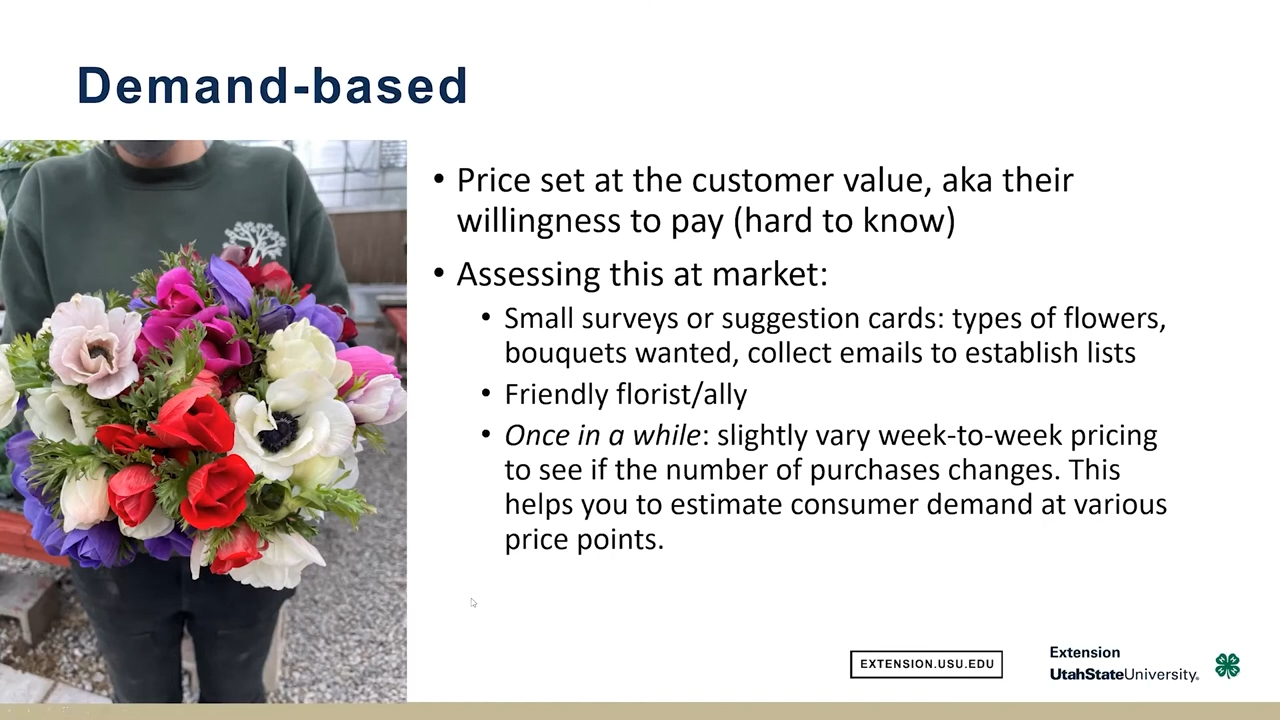 Demand-based
• Price set at the customer value, aka their
willingness to pay (hard to know)
• Assessing this at market:
• Small surveys or suggestion cards: types of flowers,
bouquets wanted, collect emails to establish lists
• Friendly florist/ally
• Once in a while: slightly vary week-to-week pricing
to see if the number of purchases changes. This
helps you to estimate consumer demand at various
price points.
EXTENSION.USU.EDU
Extension
UtahStateUniversity®